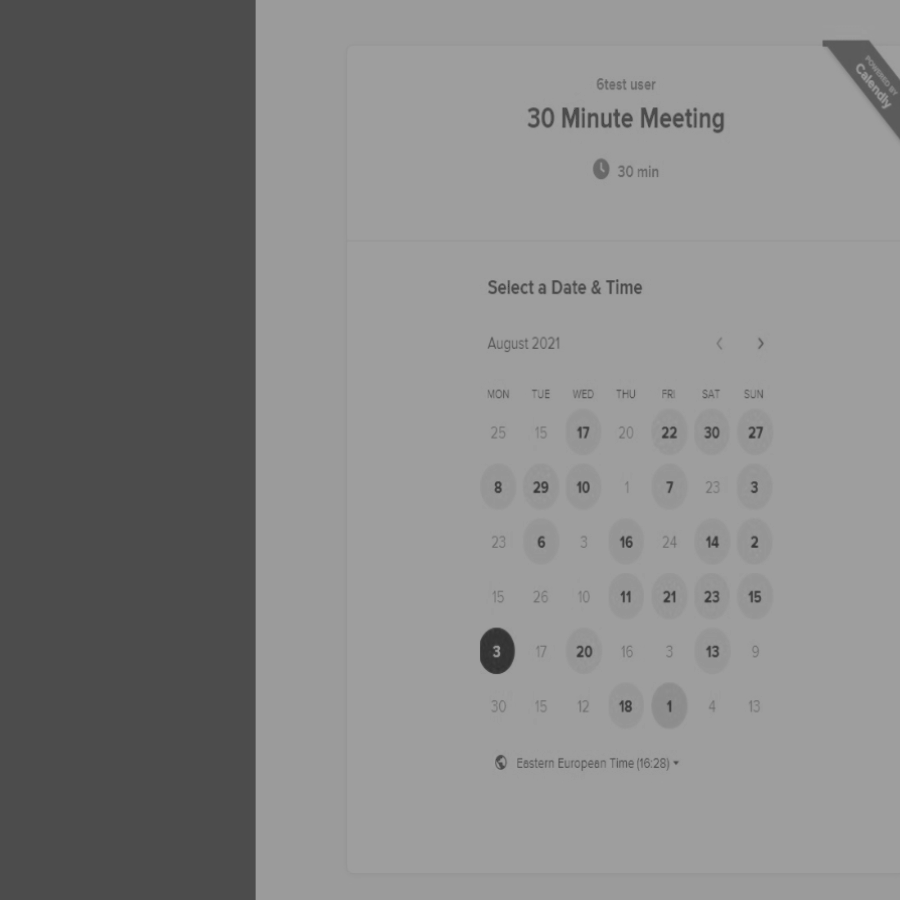 POWERED BY
Calendly
6test user
30 Minute Meeting
30 min
Select a Date & Time
August 2021
MON TUE WED THU FRI SAT SUN
25 15 17 20 22 30 27
8 29 10 1 7 23 3
23 6 3 16 24 14 2
15 26 10 11 21 23 15
3 17 20 16 3 13 9
30 15 12 18 1 4 13
Eastern European Time (16:28)